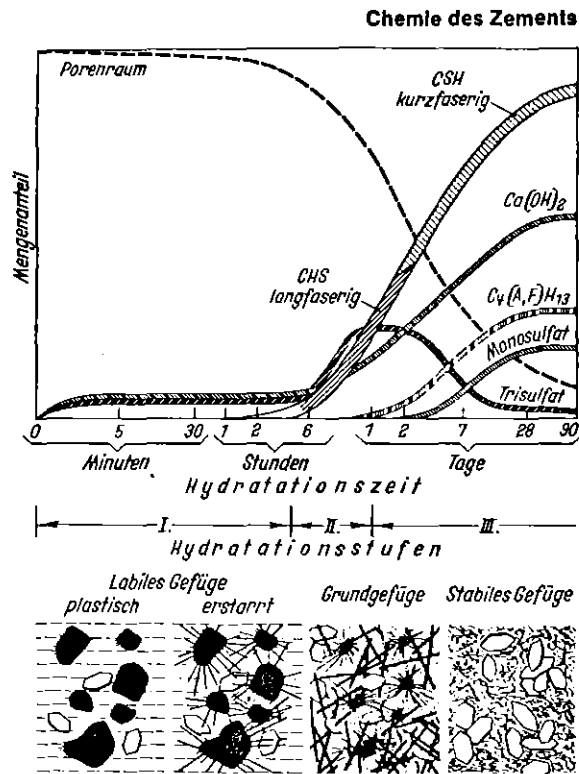 Chemie des Zements
Porenraum
CSH
kurzfaserig
Mengenanteil
Ca(OH)2
CHS
langfaserig
C4(A,F)H13
Monosulfat
Trisulfat
0 5 30 1 2 6 1 2 7 28 90
Minuten Stunden Tage
Hydratationszeit
I. II. III.
Hydratationsstufen
Labiles Gefüge
plastisch erstarrt Grundgefüge Stabiles Gefüge